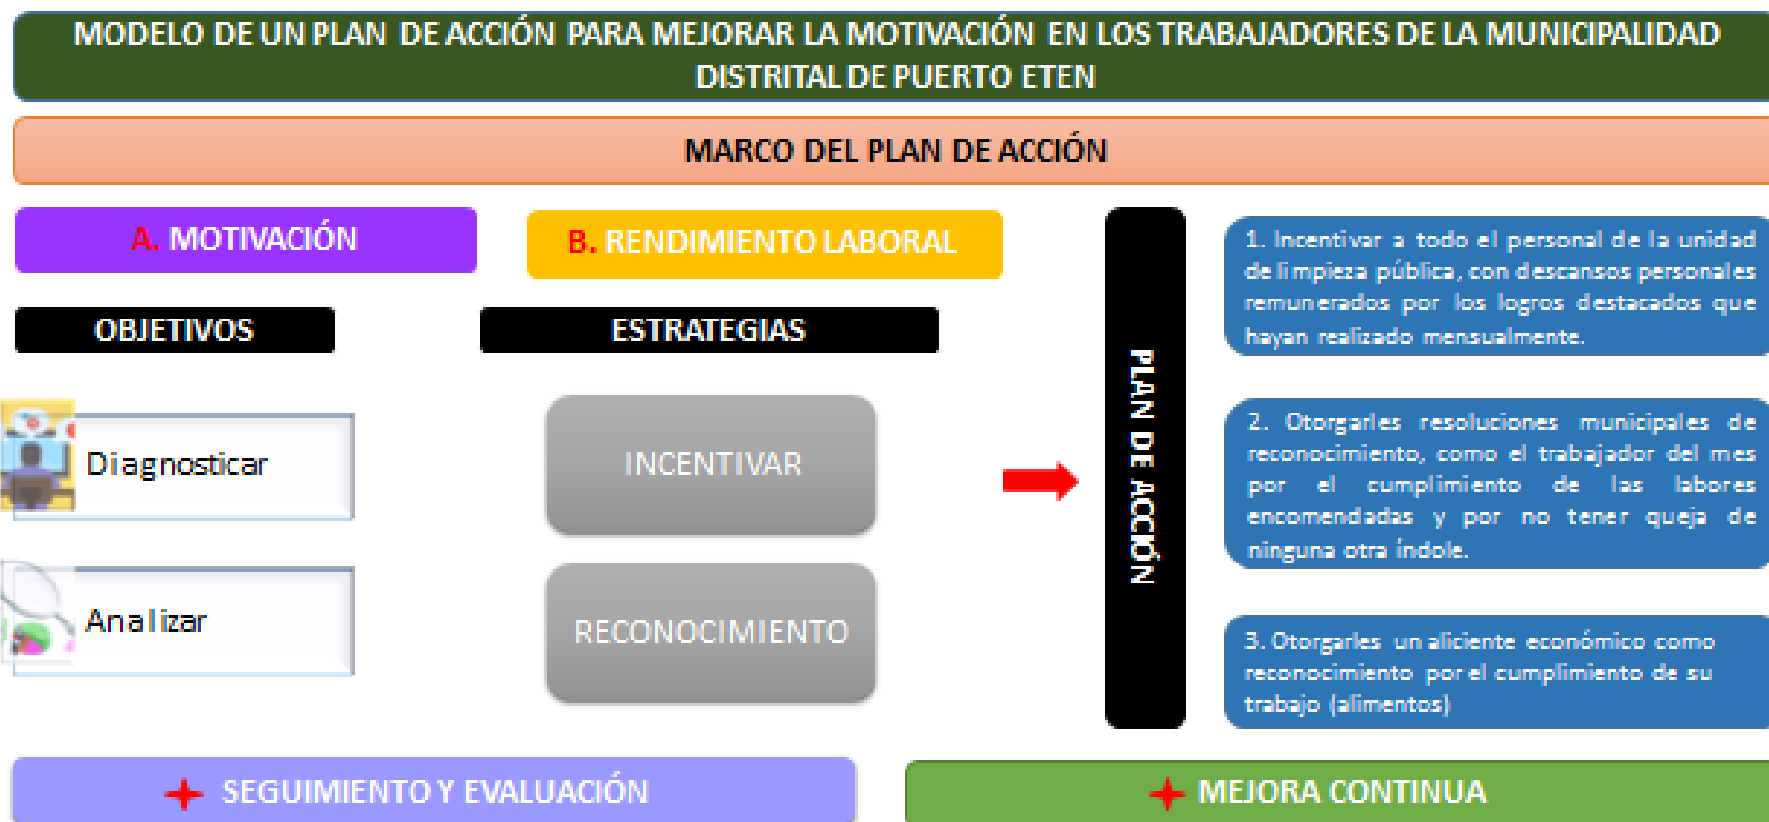 MODELO DE UN PLAN DE ACCIÓN PARA MEJORAR LA MOTIVACIÓN EN LOS TRABAJADORES DE LA MUNICIPALIDAD
DISTRITAL DE PUERTO ETEN
MARCO DEL PLAN DE ACCIÓN
A. MOTIVACIÓN
B. RENDIMIENTO LABORAL
OBJETIVOS
ESTRATEGIAS
Diagnosticar
INCENTIVAR
Analizar
RECONOCIMIENTO
PLAN DE ACCIÓN
1. Incentivar a todo el personal de la unidad
de limpieza pública, con descansos personales
remunerados por los logros destacados que
hayan realizado mensualmente.
2. Otorgarles resoluciones municipales de
reconocimiento, como el trabajador del mes
por el cumplimiento de las labores
encomendadas y por no tener queja de
ninguna otra índole.
3. Otorgarles un aliciente económico como
reconocimiento por el cumplimiento de su
trabajo (alimentos)
SEGUIMIENTO Y EVALUACIÓN
MEJORA CONTINUA